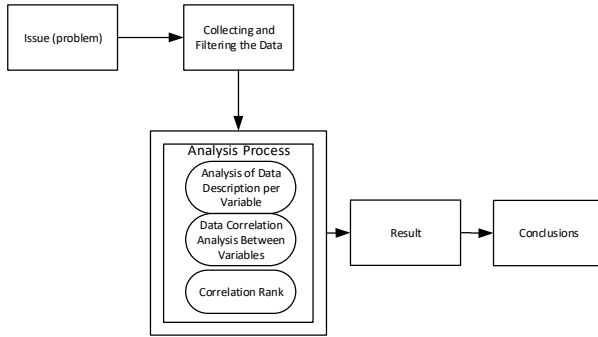 Issue (problem)
Collecting and
Filtering the Data
Analysis Process
Analysis of Data
Description per
Variable
Data Correlation
Analysis Between
Variables
Correlation Rank
Result
Conclusions